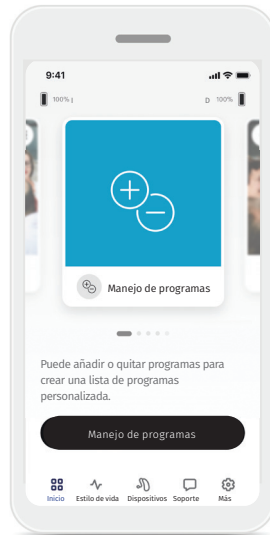 9:41
100% I
D 100%
Manejo de programas
Puede añadir o quitar programas para
crear una lista de programas
personalizada.
Manejo de programas
Inicio Estilo de vida Dispositivos Soporte Más